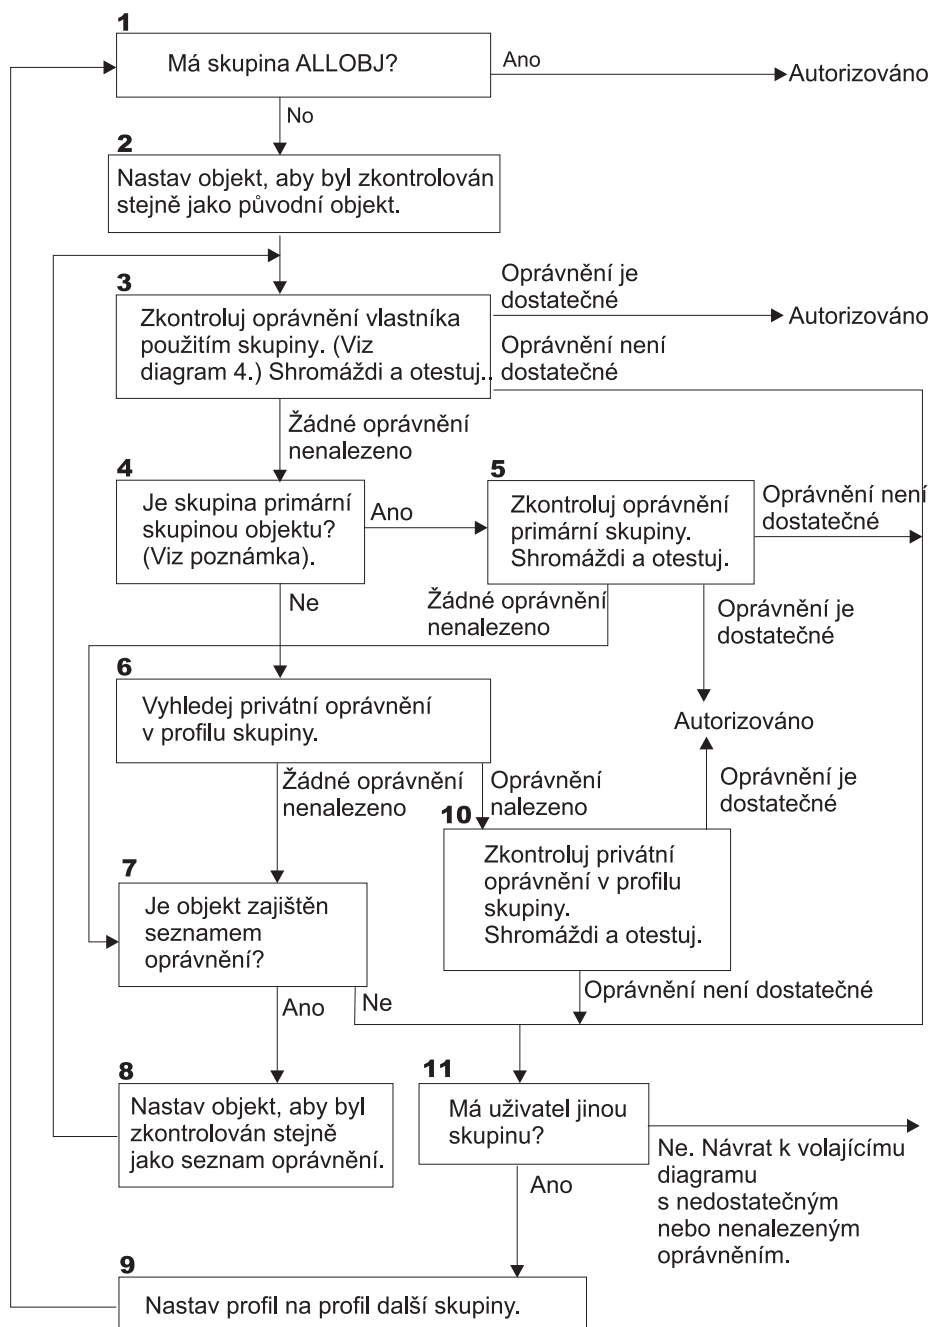 1
Má skupina ALLOBJ?
Ano
Autorizováno
No
2
Nastav objekt, aby byl zkontrolován
stejně jako původní objekt.
3
Zkontroluj oprávnění vlastníka
použitím skupiny. (Viz
diagram 4.) Shromáždi a otestuj..
Oprávnění je
dostatečné
Autorizováno
Oprávnění není
dostatečné
Žádné oprávnění
nenalezeno
4
Je skupina primární
skupinou objektu?
(Viz poznámka).
Ano
5
Zkontroluj oprávnění
primární skupiny.
Shromáždi a otestuj.
Oprávnění není
dostatečné
Ne
Žádné oprávnění
nenalezeno
Oprávnění je
dostatečné
6
Vyhledej privátní oprávnění
v profilu skupiny.
Autorizováno
Žádné oprávnění
nenalezeno
Oprávnění
nalezeno
Oprávnění je
dostatečné
10
Zkontroluj privátní
oprávnění v profilu
skupiny.
Shromáždi a otestuj.
7
Je objekt zajištěn
seznamem
oprávnění?
Ano
Ne
Oprávnění není dostatečné
8
Nastav objekt, aby byl
zkontrolován stejně
jako seznam oprávnění.
11
Má uživatel jinou
skupinu?
Ne. Návrat k volajícímu
diagramu
s nedostatečným
nebo nenalezeným
oprávněním.
Ano
9
Nastav profil na profil další skupiny.